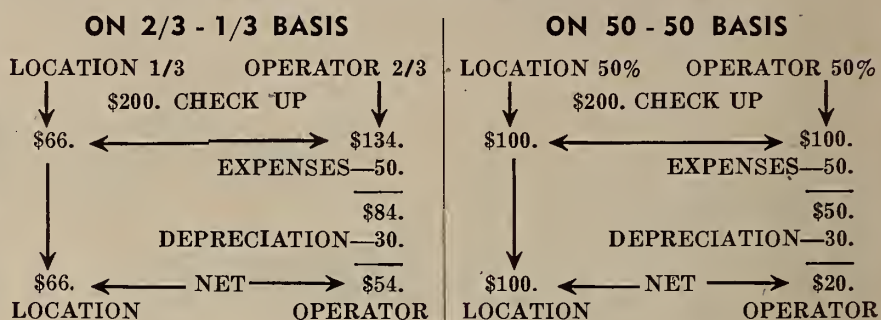 ON 2/3 - 1/3 BASIS
LOCATION 1/3 OPERATOR 2/3
$200. CHECK UP
$66. $134.
EXPENSES—50.
$84.
DEPRECIATION—30.
$66. NET $54.
LOCATION OPERATOR
ON 50 - 50 BASIS
LOCATION 50% OPERATOR 50%
$200. CHECK UP
$100. $100.
EXPENSES—50.
$50.
DEPRECIATION—30.
$100. NET $20.
LOCATION OPERATOR